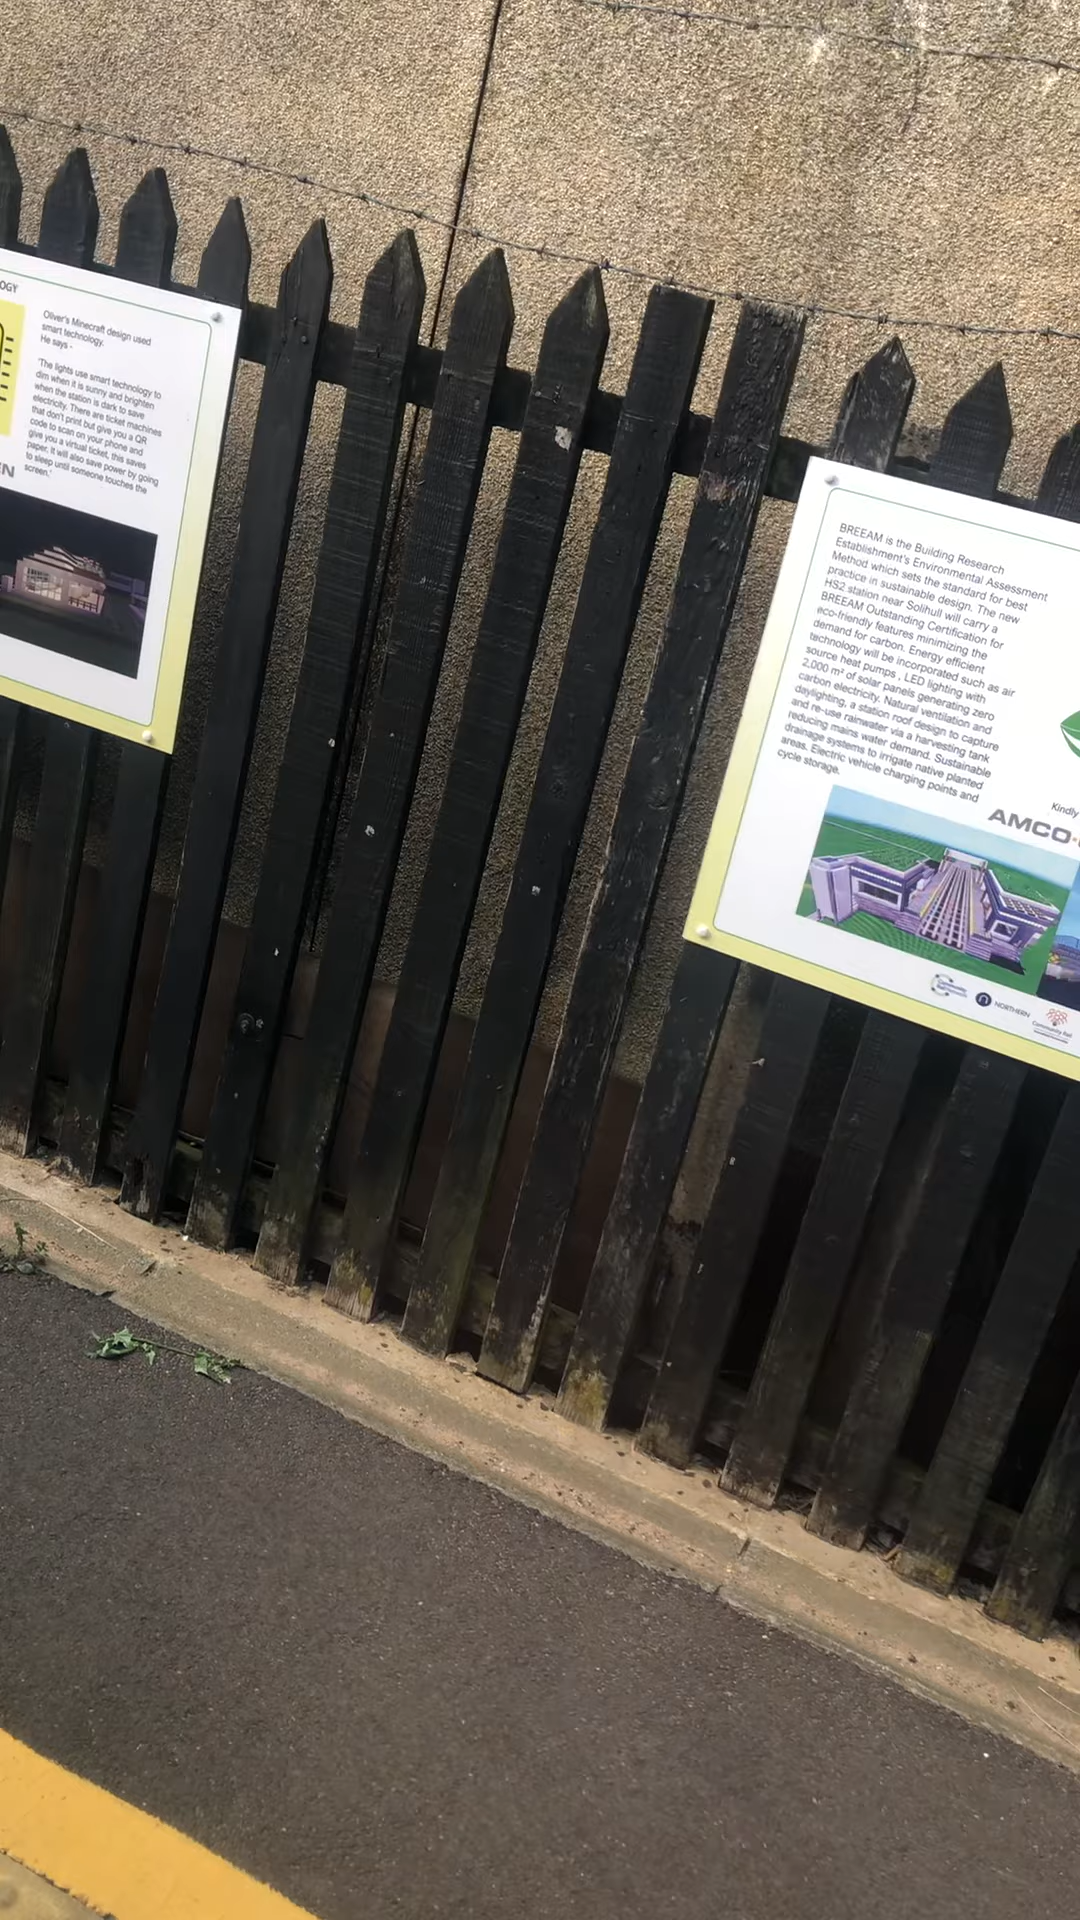 OGY
Oliver's Minecraft design used
smart technology.
He says -
'The lights use smart technology to
dim when it is sunny and brighten
when the station is dark to save
electricity. There are ticket machines
that don't print but give you a QR
code to scan on your phone and
give you a virtual ticket, this saves
paper, it will also save power by going
to sleep until someone touches the
screen.'
EN
BREEAM is the Building Research
Establishment's Environmental Assessment
Method which sets the standard for best
practice in sustainable design. The new
HS2 station near Solihull will carry a
BREEAM Outstanding Certification for
eco-friendly features minimizing the
demand for carbon. Energy efficient
technology will be incorporated such as air
source heat pumps , LED lighting with
2,000 m² of solar panels generating zero
carbon electricity. Natural ventilation and
daylighting, a station roof design to capture
and re-use rainwater via a harvesting tank
reducing mains water demand. Sustainable
drainage systems to irrigate native planted
areas. Electric vehicle charging points and
cycle storage.
Kindly
AMCO
NORTHERN
Community Rail